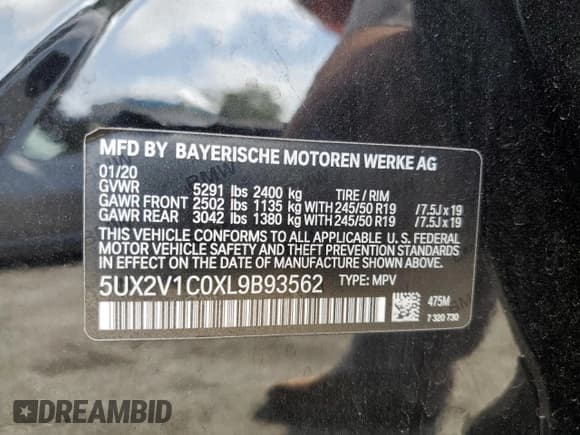 MFD BY BAYERISCHE MOTOREN WERKE AG
01/20
GVWR 5291 lbs 2400 kg TIRE / RIM
GAWR FRONT 2502 lbs 1135 kg WITH 245/50 R19 / 7.5J x 19
GAWR REAR 3042 lbs 1380 kg WITH 245/50 R19 / 7.5J x 19
THIS VEHICLE CONFORMS TO ALL APPLICABLE U. S. FEDERAL
MOTOR VEHICLE SAFETY AND THEFT PREVENTION STANDARDS
IN EFFECT ON THE DATE OF MANUFACTURE SHOWN ABOVE.
5UX2V1C0XL9B93562 TYPE: MPV
475M
7 320 730
DREAMBID